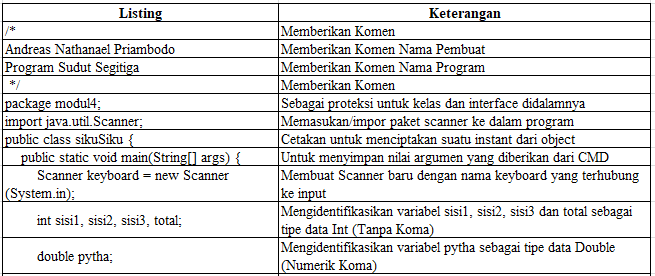 Listing Keterangan
/* Memberikan Komen
Andreas Nathanael Priambodo Memberikan Komen Nama Pembuat
Program Sudut Segitiga Memberikan Komen Nama Program
*/ Memberikan Komen
package modul4; Sebagai proteksi untuk kelas dan interface didalamnya
import java.util.Scanner; Memasukan/impor paket scanner ke dalam program
public class sikuSiku { Cetakan untuk menciptakan suatu instant dari object
public static void main(String[] args) { Untuk menyimpan nilai argumen yang diberikan dari CMD
Scanner keyboard = new Scanner
(System.in);
Membuat Scanner baru dengan nama keyboard yang terhubung
ke input
int sisi1, sisi2, sisi3, total;
Mengidentifikasikan variabel sisi1, sisi2, sisi3 dan total sebagai
tipe data Int (Tanpa Koma)
double pytha;
Mengidentifikasikan variabel pytha sebagai tipe data Double
(Numerik Koma)